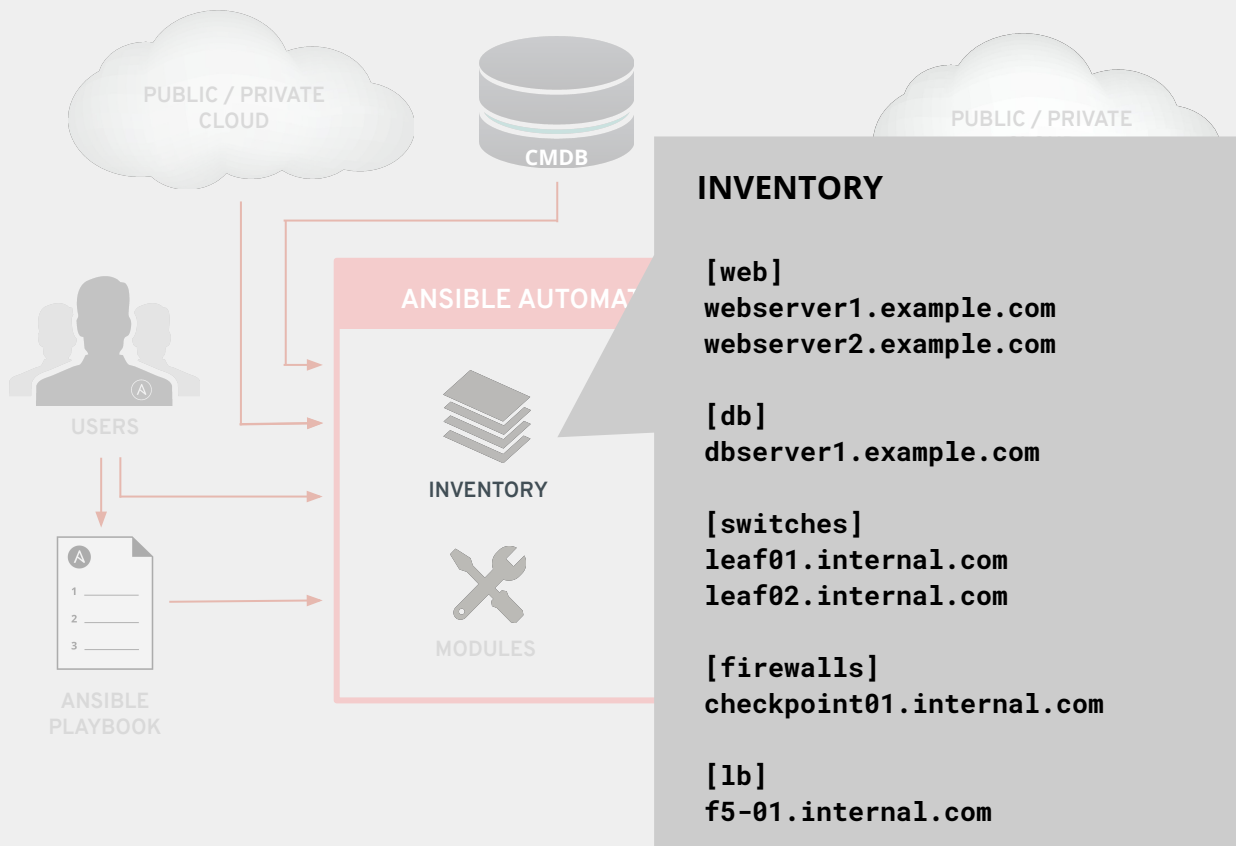 PUBLIC / PRIVATE
CLOUD
CMDB
PUBLIC / PRIVATE
USERS
1
2
3
ANSIBLE
PLAYBOOK
INVENTORY
MODULES
INVENTORY
[web]
webserver1.example.com
webserver2.example.com
[db]
dbserver1.example.com
[switches]
leaf01.internal.com
leaf02.internal.com
[firewalls]
checkpoint01.internal.com
[lb]
f5-01.internal.com
ANSIBLE AUTOMAT